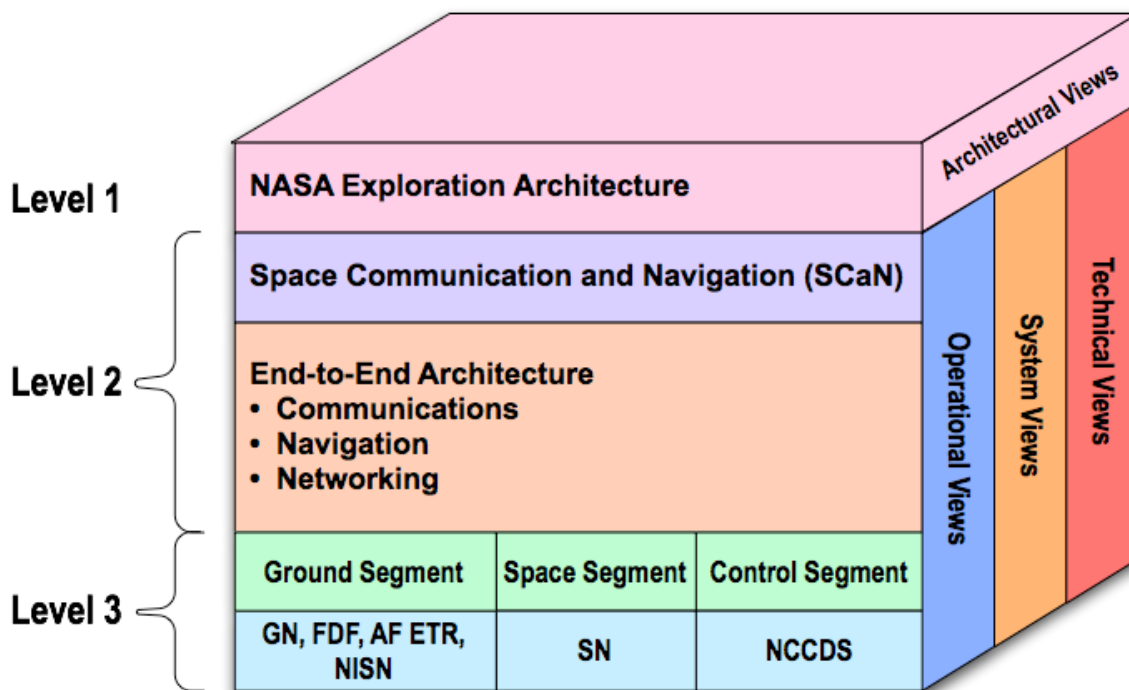 Architectural Views
Level 1
NASA Exploration Architecture
Space Communication and Navigation (SCaN)
Level 2
End-to-End Architecture
• Communications
• Navigation
• Networking
Operational Views
System Views
Technical Views
Level 3
Ground Segment
Space Segment
Control Segment
GN, FDF, AF ETR,
NISN
SN
NCCDS